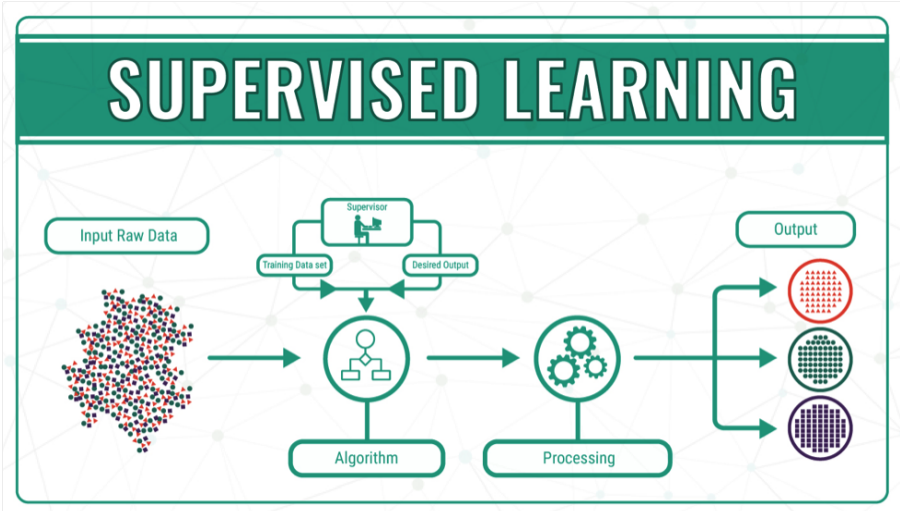 SUPERVISED LEARNING
Input Raw Data
Supervisor
Training Data set
Desired Output
Algorithm
Processing
Output